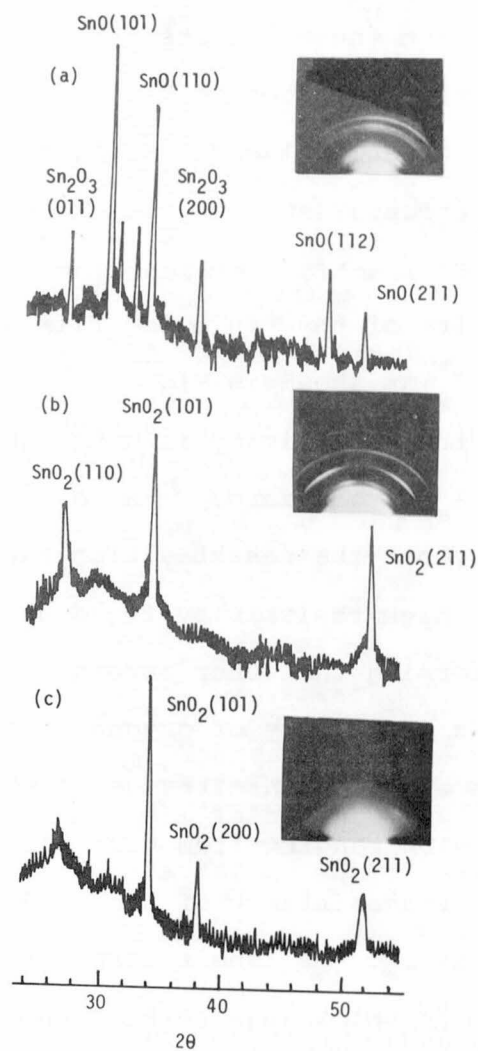 SnO(101)
(a)
SnO(110)
Sn₂O₃
(011)
Sn₂O₃
(200)
SnO(112)
SnO(211)
(b)
SnO₂(101)
SnO₂(110)
SnO₂(211)
(c)
SnO₂(101)
SnO₂(200)
SnO₂(211)
30
40
50
2θ